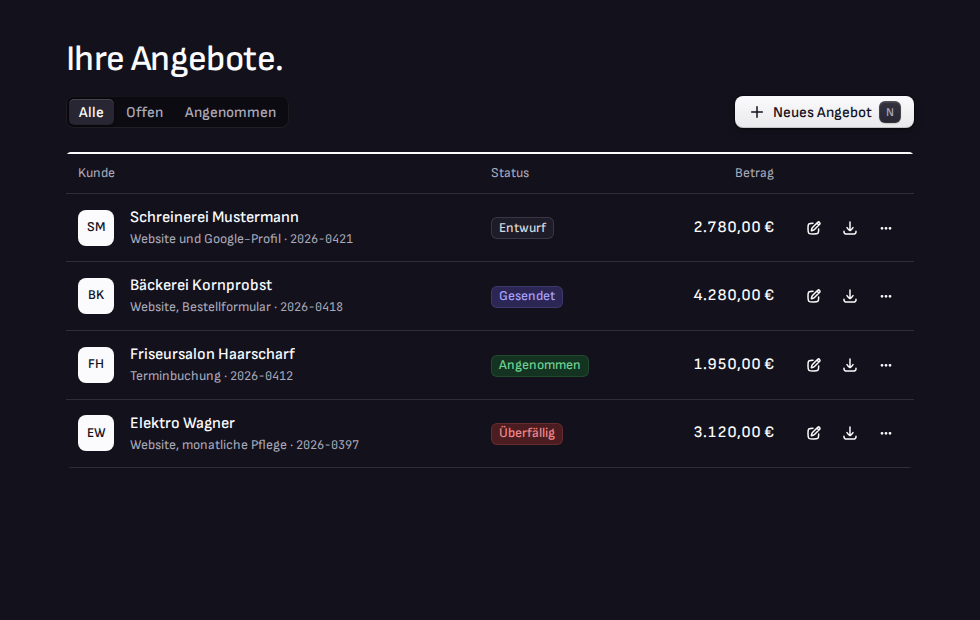 Ihre Angebote.
Alle Offen Angenommen
Neues Angebot N
Kunde Status Betrag
SM Schreinerei Mustermann Entwurf 2.780,00 €
Website und Google-Profil · 2026-0421
BK Bäckerei Kornprobst Gesendet 4.280,00 €
Website, Bestellformular · 2026-0418
FH Friseursalon Haarscharf Angenommen 1.950,00 €
Terminbuchung · 2026-0412
EW Elektro Wagner Überfällig 3.120,00 €
Website, monatliche Pflege · 2026-0397